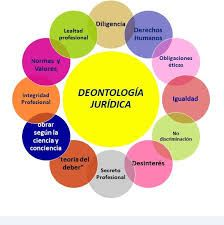 Diligencia
Derechos
Humanos
Obligaciones
éticos
Igualdad
No
discriminación
Desinterés
Secreto
Profesional
"teoría del
deber"
"obrar
según la
ciencia y
conciencia
Integridad
Profesional
Normas y
Valores
Lealtad
profesional
DEONTOLOGÍA
JURÍDICA